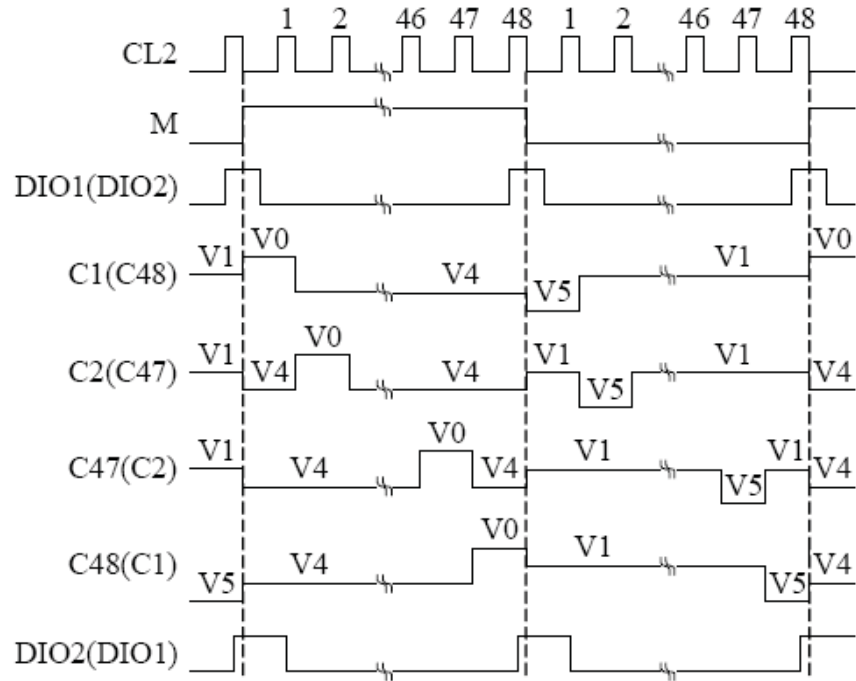 1 2 46 47 48 1 2 46 47 48
CL2
M
DIO1(DIO2)
V0 V0
C1(C48) V1 V4 V5 V1
V0
C2(C47) V1 V4 V4 V1 V5 V1 V4
V0
C47(C2) V1 V4 V4 V1 V5 V1 V4
V0
C48(C1) V5 V4 V1 V5 V4
DIO2(DIO1)